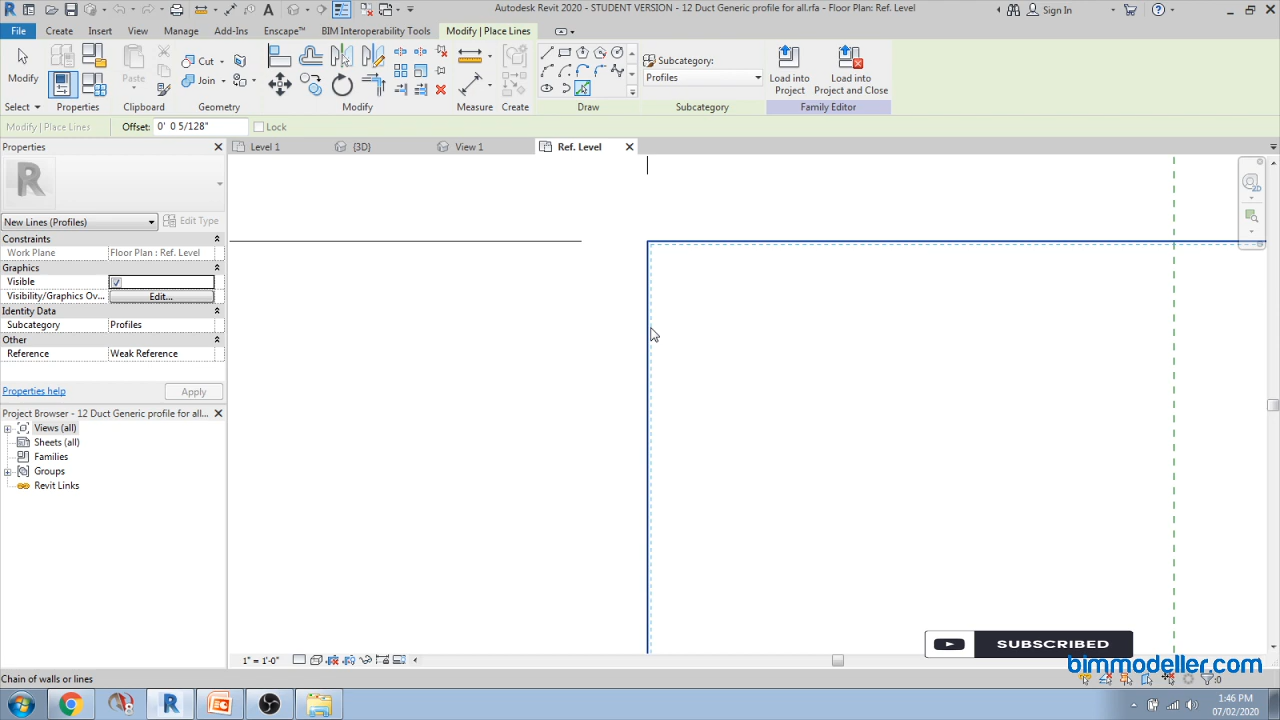 Autodesk Revit 2020 - STUDENT VERSION - 12 Duct Generic profile for all.rfa - Floor Plan: Ref. Level
Sign In
File Create Insert View Manage Add-Ins Enscape™ BIM Interoperability Tools Modify | Place Lines
Modify
Paste
Cut
Join
Subcategory:
Profiles
Load into
Project
Load into
Project and Close
Select Properties Clipboard Geometry Modify Measure Create Draw Subcategory Family Editor
Modify | Place Lines Offset: 0' 0 5/128" Lock
Properties
Level 1 {3D} View 1 Ref. Level
2D
R
New Lines (Profiles) Edit Type
Constraints
Work Plane Floor Plan : Ref. Level
Graphics
Visible
Visibility/Graphics Ov... Edit...
Identity Data
Subcategory Profiles
Other
Reference Weak Reference
Properties help Apply
Project Browser - 12 Duct Generic profile for all...
Views (all)
Sheets (all)
Families
Groups
Revit Links
1" = 1'-0"
SUBSCRIBED
bimmodeller.com
Chain of walls or lines
:0
1:46 PM
07/02/2020